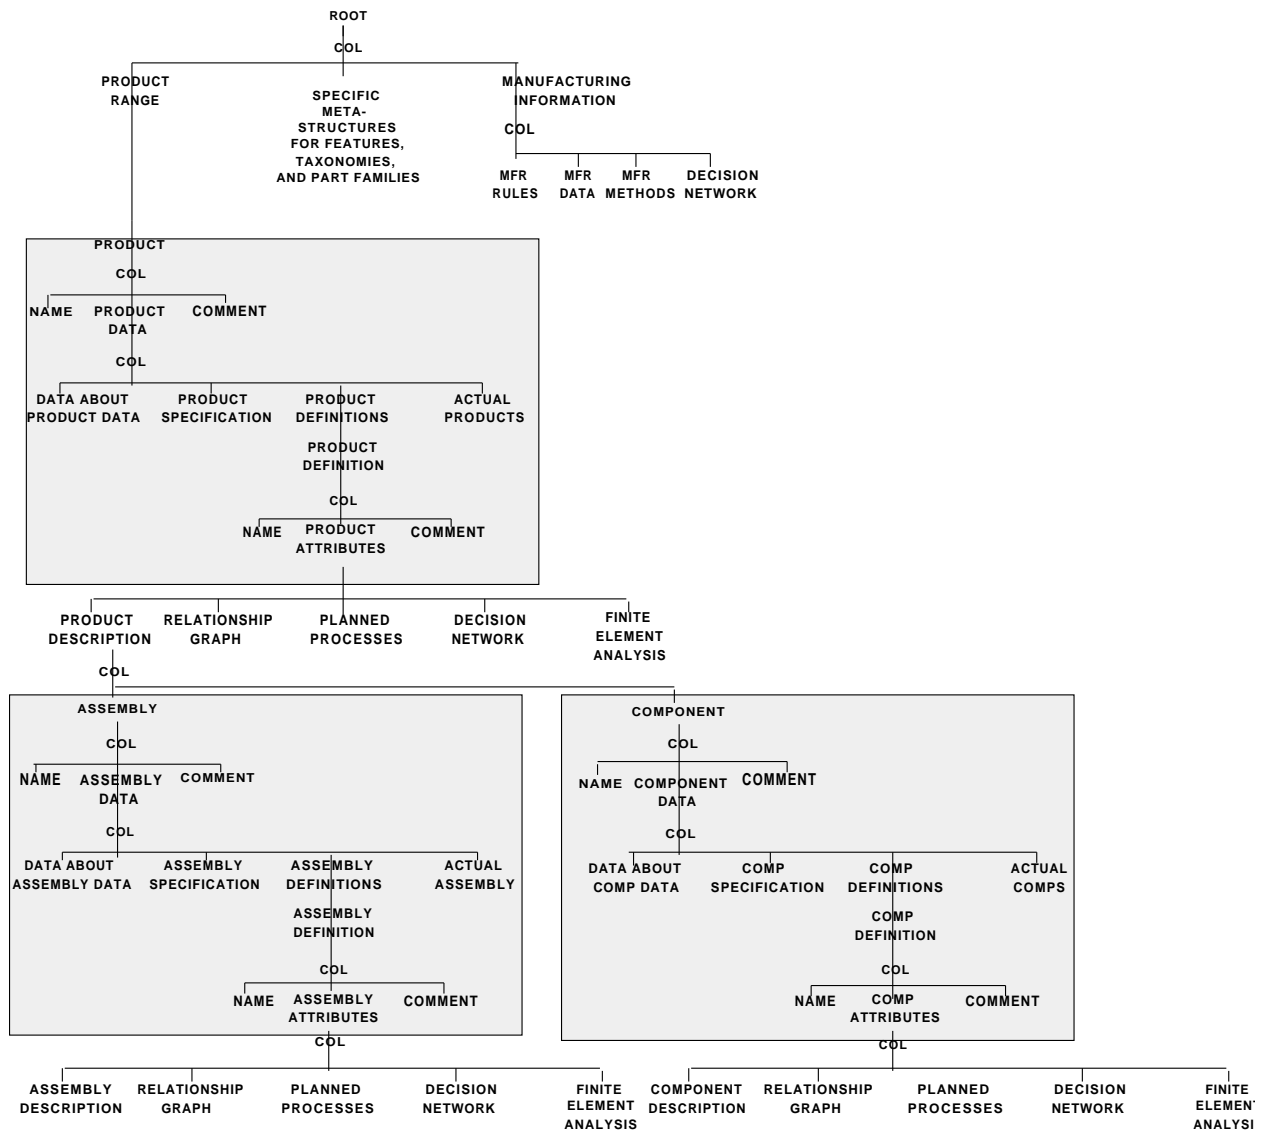 ROOT
COL
PRODUCT
RANGE
SPECIFIC
META-
STRUCTURES
FOR FEATURES,
TAXONOMIES,
AND PART FAMILIES
MANUFACTURING
INFORMATION
COL
MFR
RULES
MFR
DATA
MFR
METHODS
DECISION
NETWORK
PRODUCT
COL
NAME
PRODUCT
DATA
COMMENT
COL
DATA ABOUT
PRODUCT DATA
PRODUCT
SPECIFICATION
PRODUCT
DEFINITIONS
ACTUAL
PRODUCTS
PRODUCT
DEFINITION
COL
NAME
PRODUCT
ATTRIBUTES
COMMENT
PRODUCT
DESCRIPTION
RELATIONSHIP
GRAPH
PLANNED
PROCESSES
DECISION
NETWORK
FINITE
ELEMENT
ANALYSIS
COL
ASSEMBLY
COL
NAME
ASSEMBLY
DATA
COMMENT
COL
DATA ABOUT
ASSEMBLY DATA
ASSEMBLY
SPECIFICATION
ASSEMBLY
DEFINITIONS
ACTUAL
ASSEMBLY
ASSEMBLY
DEFINITION
COL
NAME
ASSEMBLY
ATTRIBUTES
COMMENT
COL
ASSEMBLY
DESCRIPTION
RELATIONSHIP
GRAPH
PLANNED
PROCESSES
DECISION
NETWORK
FINITE
ELEMENT
ANALYSIS
COMPONENT
COL
NAME
COMPONENT
DATA
COMMENT
COL
DATA ABOUT
COMP DATA
COMP
SPECIFICATION
COMP
DEFINITIONS
ACTUAL
COMPS
COMP
DEFINITION
COL
NAME
COMP
ATTRIBUTES
COMMENT
COL
COMPONENT
DESCRIPTION
RELATIONSHIP
GRAPH
PLANNED
PROCESSES
DECISION
NETWORK
FINITE
ELEMEN
ANALYSI